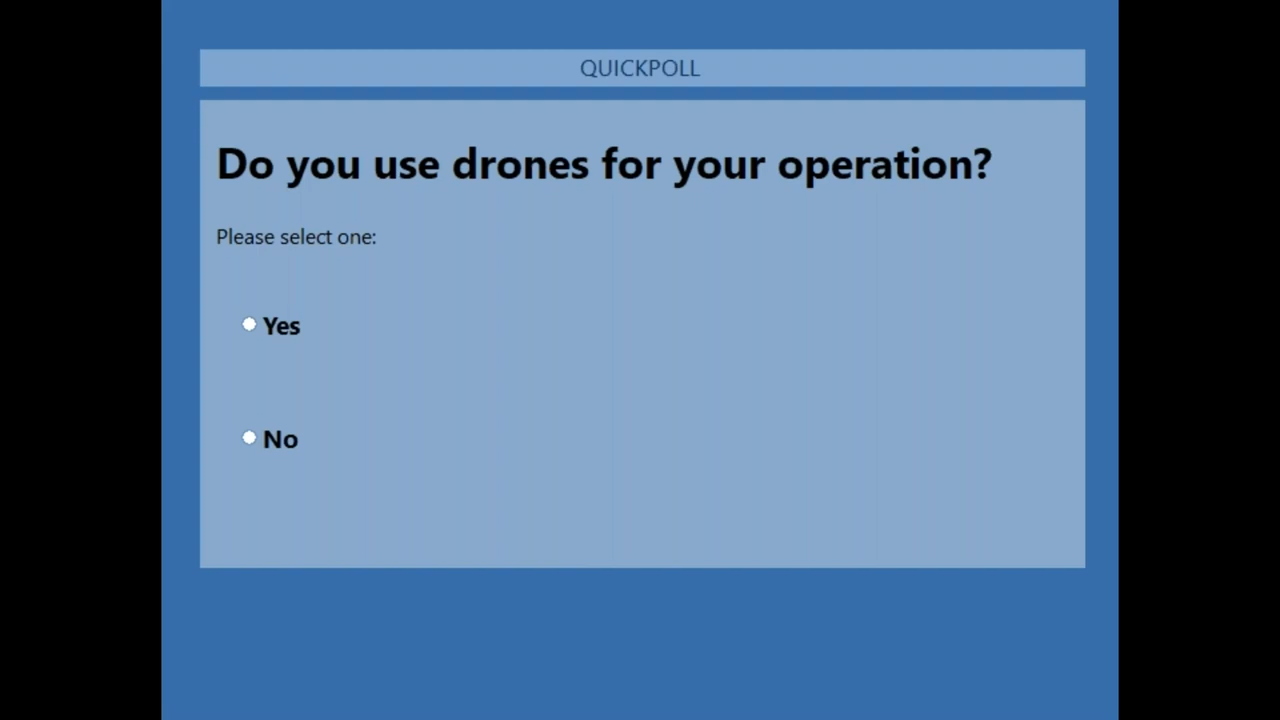 QUICKPOLL
Do you use drones for your operation?
Please select one:
Yes
No